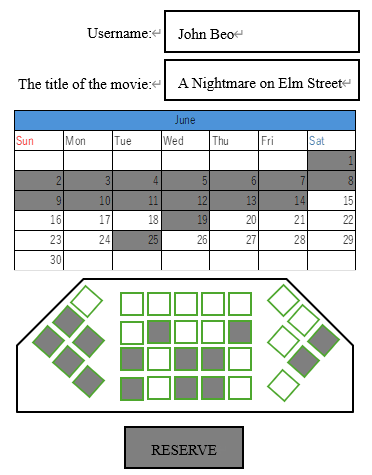 Username:↵ John Beo↵
The title of the movie:↵ A Nightmare on Elm Street↵
June
Sun Mon Tue Wed Thu Fri Sat
1
2 3 4 5 6 7 8
9 10 11 12 13 14 15
16 17 18 19 20 21 22
23 24 25 26 27 28 29
30
RESERVE